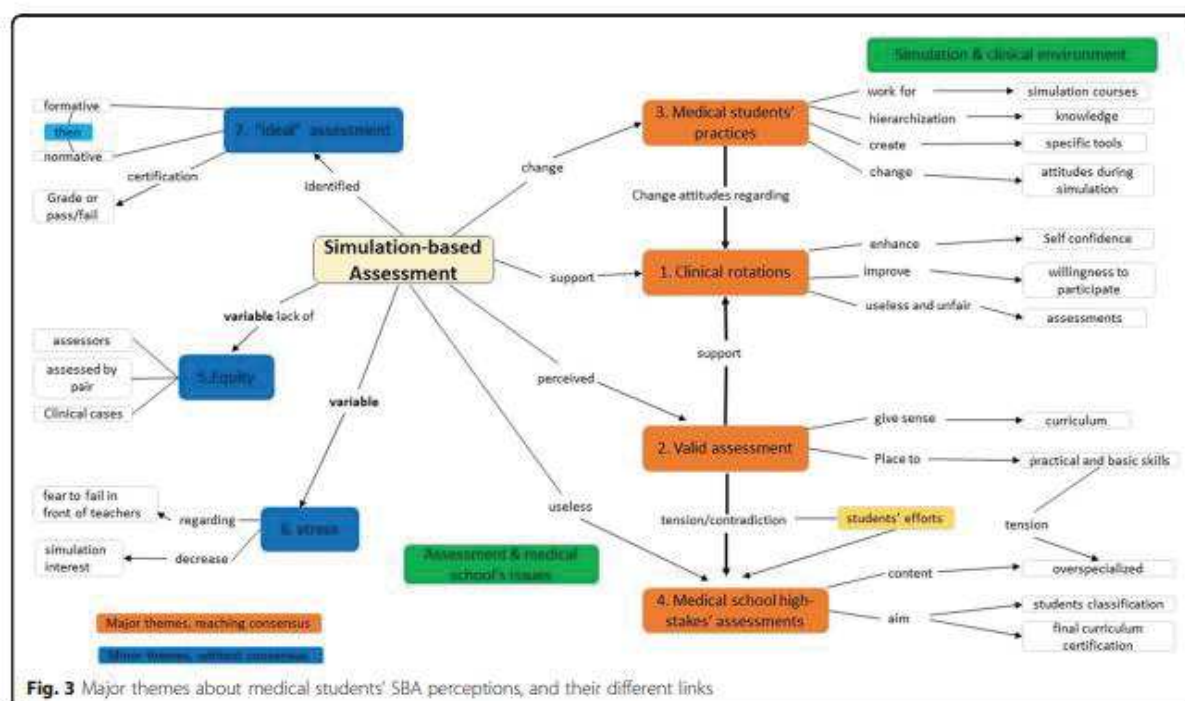 Simulation & clinical environment
formative
then
normative
7. "ideal" assessment
certification
Grade or
pass/fail
Identified
Simulation-based
Assessment
change
3. Medical students'
practices
work for
simulation courses
hierarchization
knowledge
create
specific tools
change
attitudes during
simulation
Change attitudes regarding
support
1. Clinical rotations
enhance
Self confidence
improve
willingness to
participate
useless and unfair
assessments
variable lack of
assessors
assessed by
pair
Clinical cases
5.Equity
support
perceived
variable
2. Valid assessment
give sense
curriculum
Place to
practical and basic skills
fear to fail in
front of teachers
regarding
6. stress
simulation
interest
decrease
useless
tension/contradiction
students' efforts
tension
Assessment & medical
school's issues
4. Medical school high-
stakes' assessments
content
overspecialized
aim
students classification
final curriculum
certification
Major themes, reaching consensus
Minor themes, without consensus
Fig. 3 Major themes about medical students' SBA perceptions, and their different links